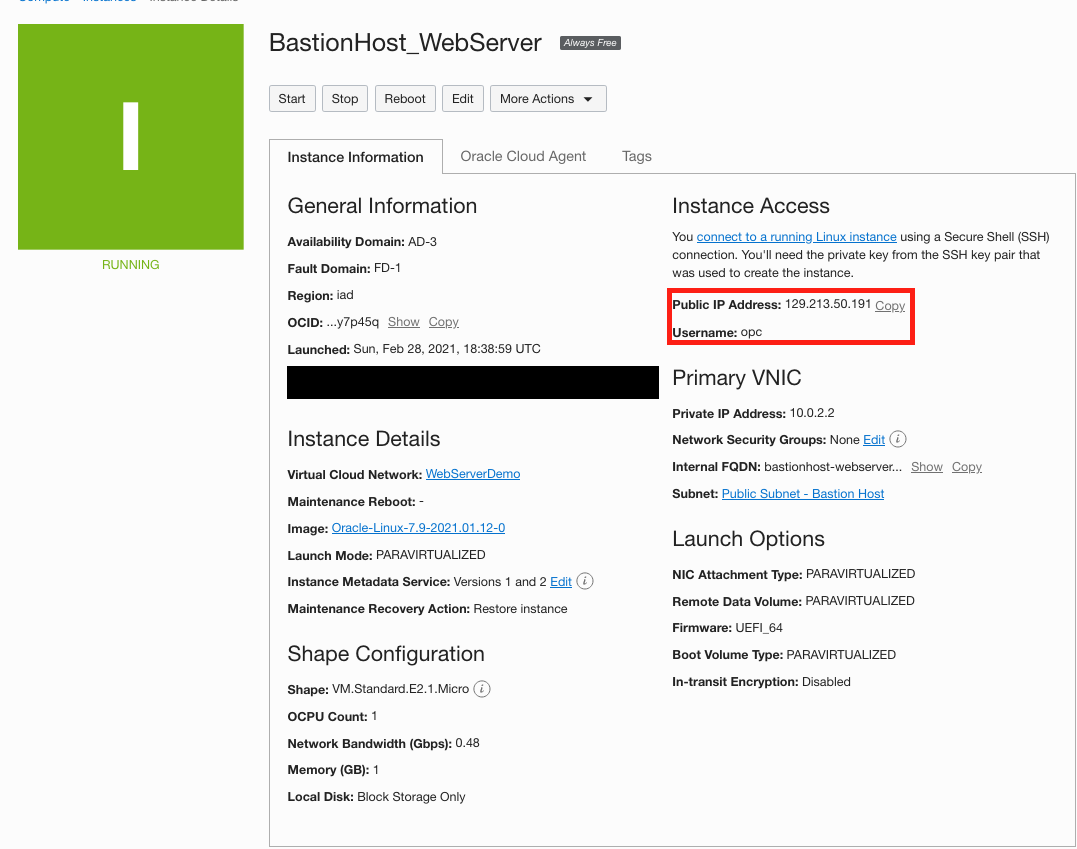 BastionHost_WebServer Always Free
Start Stop Reboot Edit More Actions
Instance Information Oracle Cloud Agent Tags
I
RUNNING
General Information
Availability Domain: AD-3
Fault Domain: FD-1
Region: iad
OCID: ...y7p45q Show Copy
Launched: Sun, Feb 28, 2021, 18:38:59 UTC
Instance Details
Virtual Cloud Network: WebServerDemo
Maintenance Reboot: -
Image: Oracle-Linux-7.9-2021.01.12-0
Launch Mode: PARAVIRTUALIZED
Instance Metadata Service: Versions 1 and 2 Edit i
Maintenance Recovery Action: Restore instance
Shape Configuration
Shape: VM.Standard.E2.1.Micro i
OCPU Count: 1
Network Bandwidth (Gbps): 0.48
Memory (GB): 1
Local Disk: Block Storage Only
Instance Access
You connect to a running Linux instance using a Secure Shell (SSH)
connection. You'll need the private key from the SSH key pair that
was used to create the instance.
Public IP Address: 129.213.50.191 Copy
Username: opc
Primary VNIC
Private IP Address: 10.0.2.2
Network Security Groups: None Edit i
Internal FQDN: bastionhost-webserver... Show Copy
Subnet: Public Subnet - Bastion Host
Launch Options
NIC Attachment Type: PARAVIRTUALIZED
Remote Data Volume: PARAVIRTUALIZED
Firmware: UEFI_64
Boot Volume Type: PARAVIRTUALIZED
In-transit Encryption: Disabled